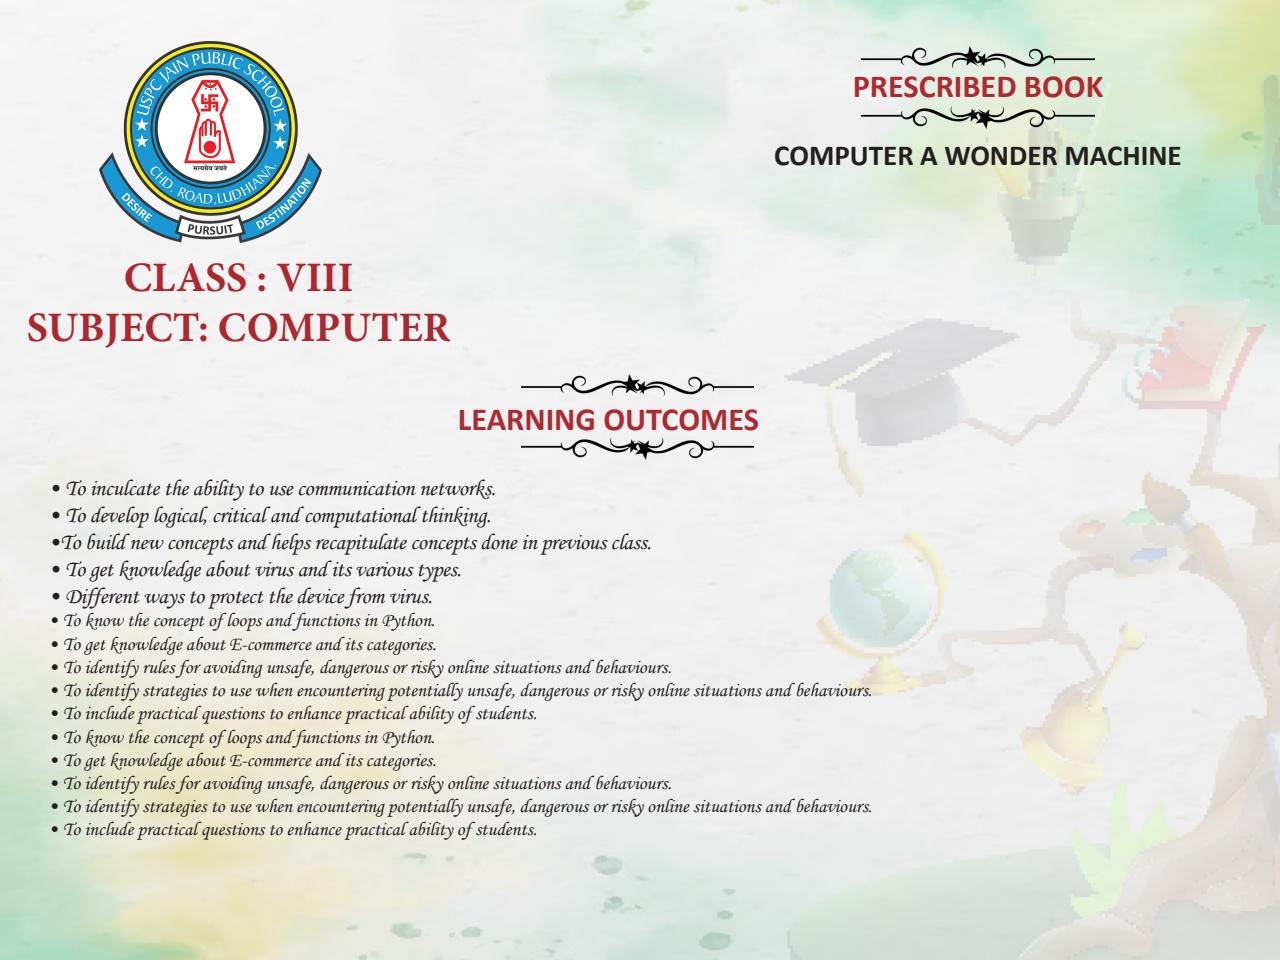 USPC JAIN PUBLIC SCHOOL
सत्यमेव जयते
CHD. ROAD,LUDHIANA.
DESIRE
PURSUIT
DESTINATION
CLASS : VIII
SUBJECT: COMPUTER
PRESCRIBED BOOK
COMPUTER A WONDER MACHINE
LEARNING OUTCOMES
• To inculcate the ability to use communication networks.
• To develop logical, critical and computational thinking.
•To build new concepts and helps recapitulate concepts done in previous class.
• To get knowledge about virus and its various types.
• Different ways to protect the device from virus.
• To know the concept of loops and functions in Python.
• To get knowledge about E-commerce and its categories.
• To identify rules for avoiding unsafe, dangerous or risky online situations and behaviours.
• To identify strategies to use when encountering potentially unsafe, dangerous or risky online situations and behaviours.
• To include practical questions to enhance practical ability of students.
• To know the concept of loops and functions in Python.
• To get knowledge about E-commerce and its categories.
• To identify rules for avoiding unsafe, dangerous or risky online situations and behaviours.
• To identify strategies to use when encountering potentially unsafe, dangerous or risky online situations and behaviours.
• To include practical questions to enhance practical ability of students.